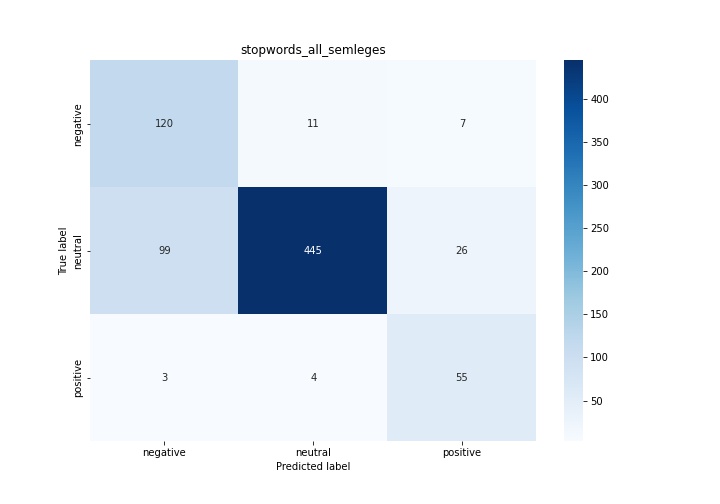 stopwords_all_semleges
negative
120 11 7
neutral
99 445 26
positive
3 4 55
True label
negative neutral positive
Predicted label
400
350
300
250
200
150
100
50